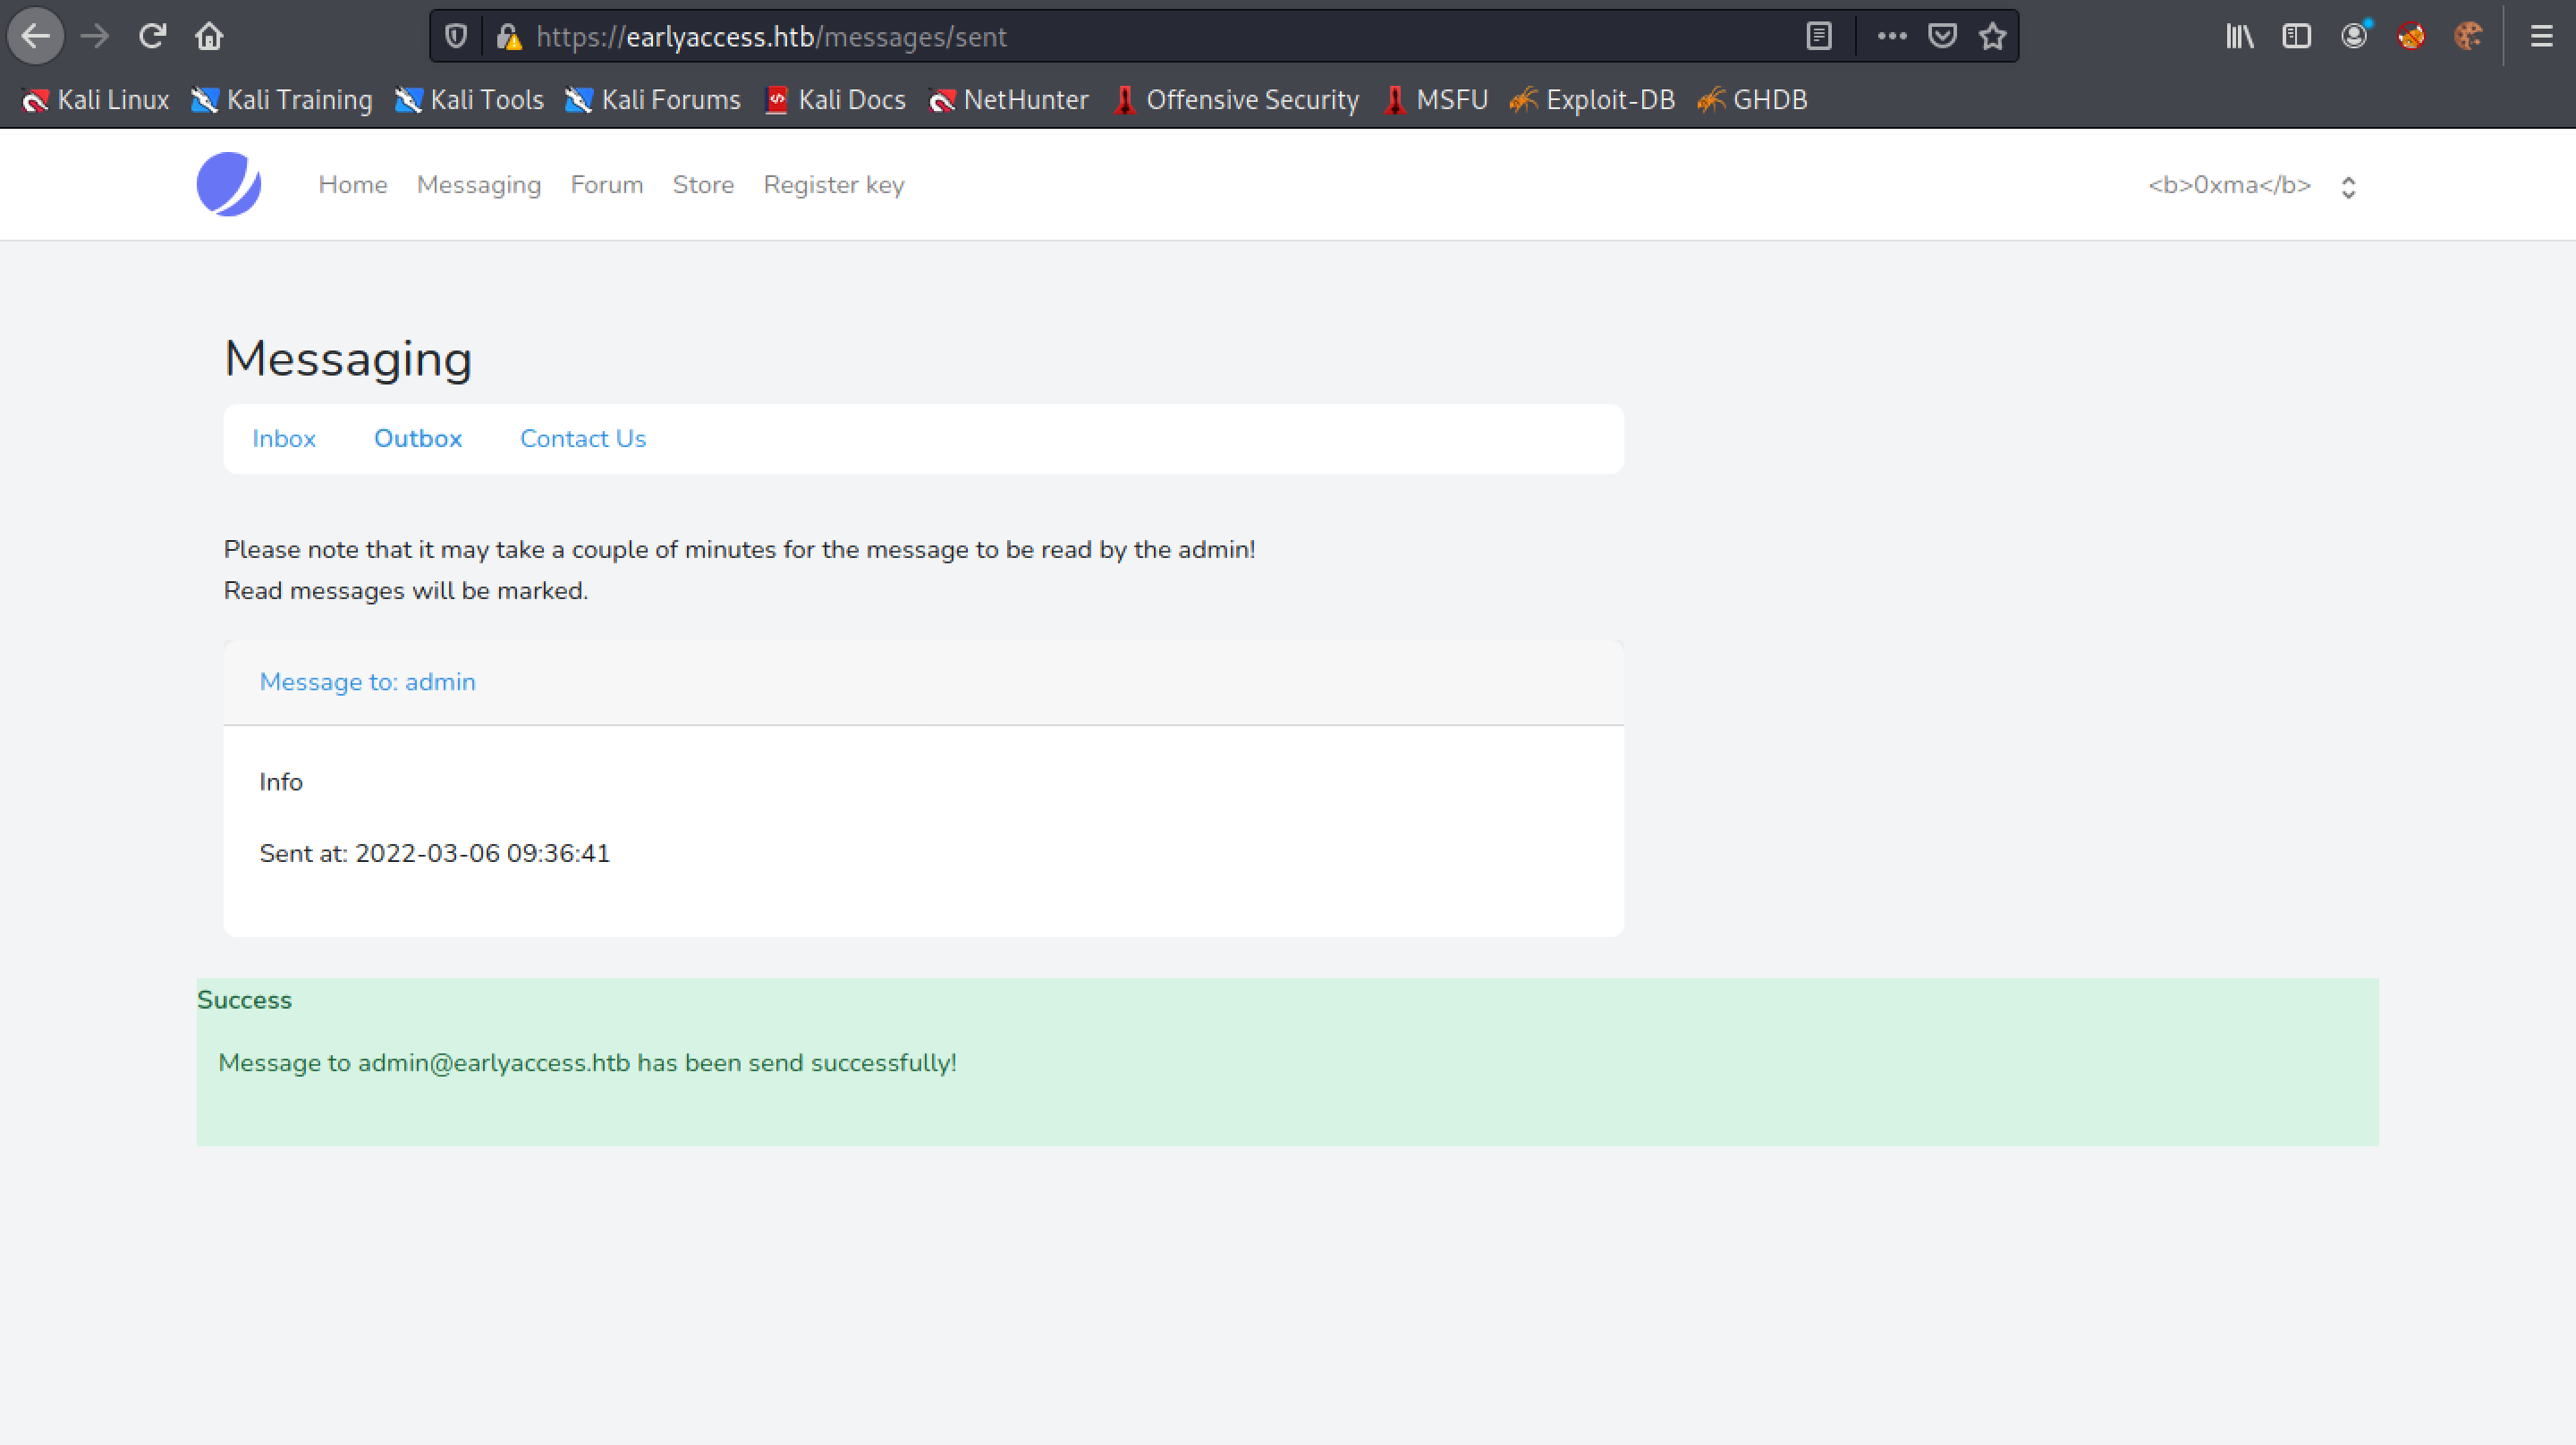 https://earlyaccess.htb/messages/sent
Kali Linux Kali Training Kali Tools Kali Forums Kali Docs NetHunter Offensive Security MSFU Exploit-DB GHDB
Home Messaging Forum Store Register key <b>0xma</b>
Messaging
Inbox Outbox Contact Us
Please note that it may take a couple of minutes for the message to be read by the admin!
Read messages will be marked.
Message to: admin
Info
Sent at: 2022-03-06 09:36:41
Success
Message to admin@earlyaccess.htb has been send successfully!